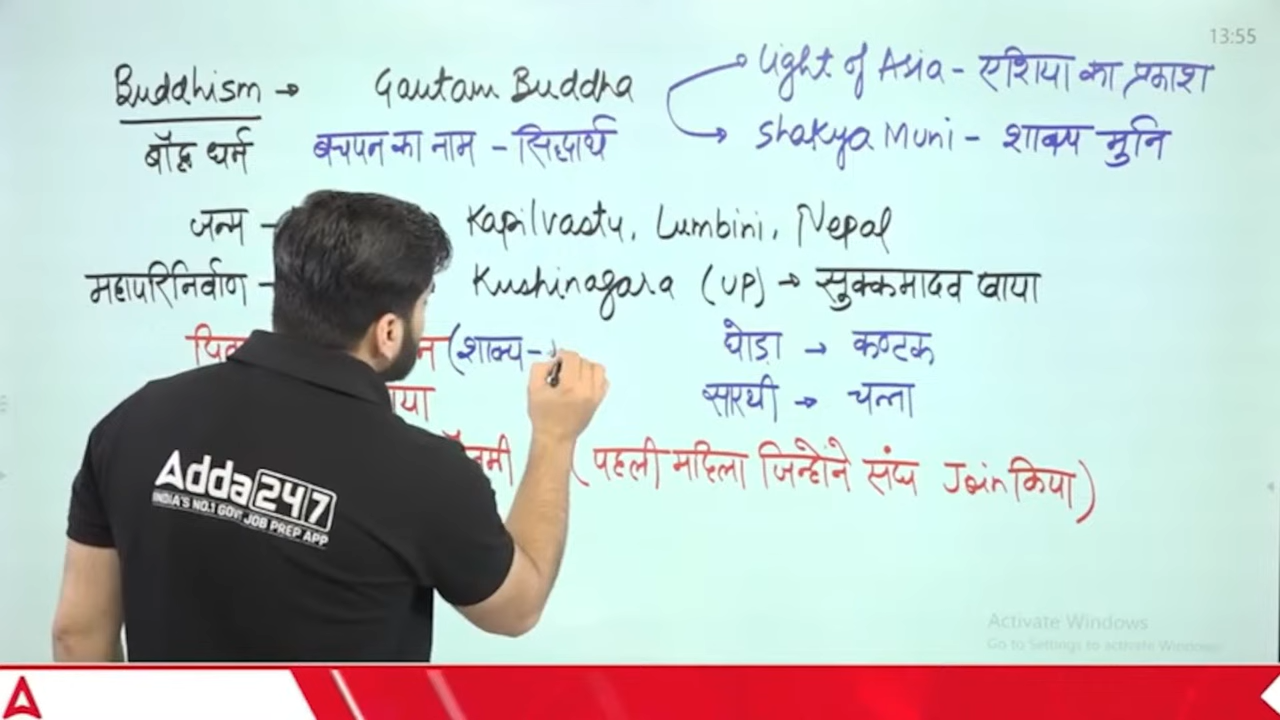 13:55
Buddhism → Gautam Buddha
Light of Asia - एशिया का प्रकाश
बौद्ध धर्म बचपन का नाम - सिद्धार्थ
Shakya Muni - शाक्य मुनि
जन्म - Kapilvastu, Lumbini, Nepal
महापरिनिर्वाण - Kushinagara (UP) → सुक्कमादव खाया
(शाक्य - घोड़ा → कण्टक
सारथी → चन्ना
(पहली महिला जिन्होंने संघ Join किया)
Adda247
INDIA'S NO.1 GOVT JOB PREP APP
Activate Windows
Go to Settings to activate Windows.